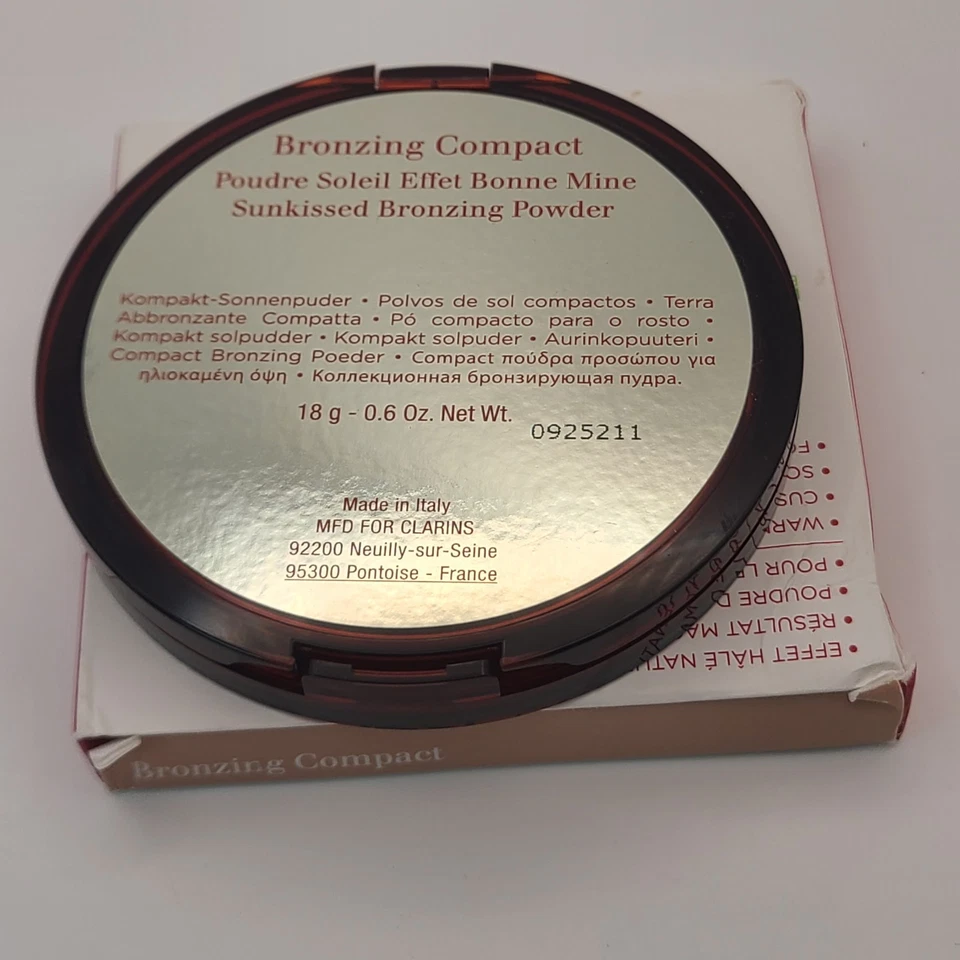 Bronzing Compact
Poudre Soleil Effet Bonne Mine
Sunkissed Bronzing Powder
Kompakt-Sonnenpuder • Polvos de sol compactos • Terra
Abbronzante Compatta • Pó compacto para o rosto •
Kompakt solpudder • Kompakt solpuder • Aurinkopuuteri •
Compact Bronzing Poeder • Compact πούδρα προσώπου για
ηλιοκαμένη όψη • Коллекционная бронзирующая пудра.
18 g - 0.6 Oz. Net Wt.
0925211
Made in Italy
MFD FOR CLARINS
92200 Neuilly-sur-Seine
95300 Pontoise - France
• EFFET HÂLÉ
• RÉSULTAT
• POUDRE
• POUR
Bronzing Compact